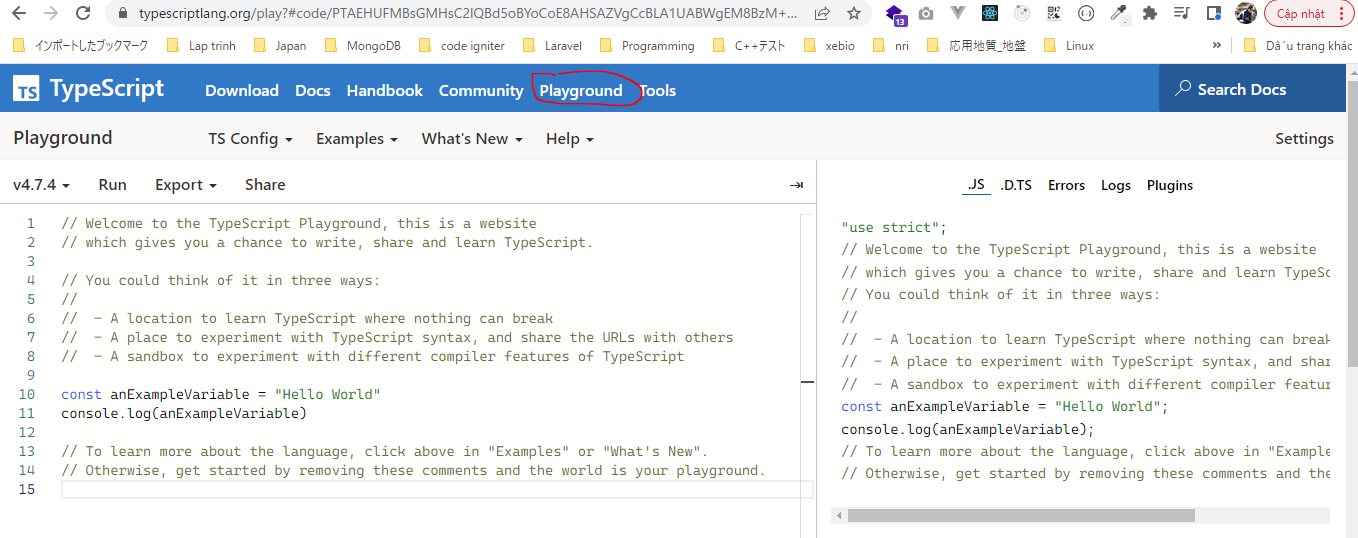 typescriptlang.org/play?#code/PTAEHUFMBsGMHsC2lQBd5oBYoCoE8AHSAZVgCcBLA1UABWgEM8BzM+...
13
Cập nhật
インポートしたブックマーク Lap trinh Japan MongoDB code igniter Laravel Programming C++テスト xebio nri 応用地質_地盤 Linux » Dấu trang khác
TS TypeScript Download Docs Handbook Community Playground Tools Search Docs
Playground TS Config Examples What's New Help Settings
v4.7.4 Run Export Share
.JS .D.TS Errors Logs Plugins
1 // Welcome to the TypeScript Playground, this is a website
2 // which gives you a chance to write, share and learn TypeScript.
3
4 // You could think of it in three ways:
5 //
6 //  - A location to learn TypeScript where nothing can break
7 //  - A place to experiment with TypeScript syntax, and share the URLs with others
8 //  - A sandbox to experiment with different compiler features of TypeScript
9
10 const anExampleVariable = "Hello World"
11 console.log(anExampleVariable)
12
13 // To learn more about the language, click above in "Examples" or "What's New".
14 // Otherwise, get started by removing these comments and the world is your playground.
15
"use strict";
// Welcome to the TypeScript Playground, this is a website
// which gives you a chance to write, share and learn TypeSc
// You could think of it in three ways:
//
//  - A location to learn TypeScript where nothing can break
//  - A place to experiment with TypeScript syntax, and shar
//  - A sandbox to experiment with different compiler featur
const anExampleVariable = "Hello World";
console.log(anExampleVariable);
// To learn more about the language, click above in "Example
// Otherwise, get started by removing these comments and the